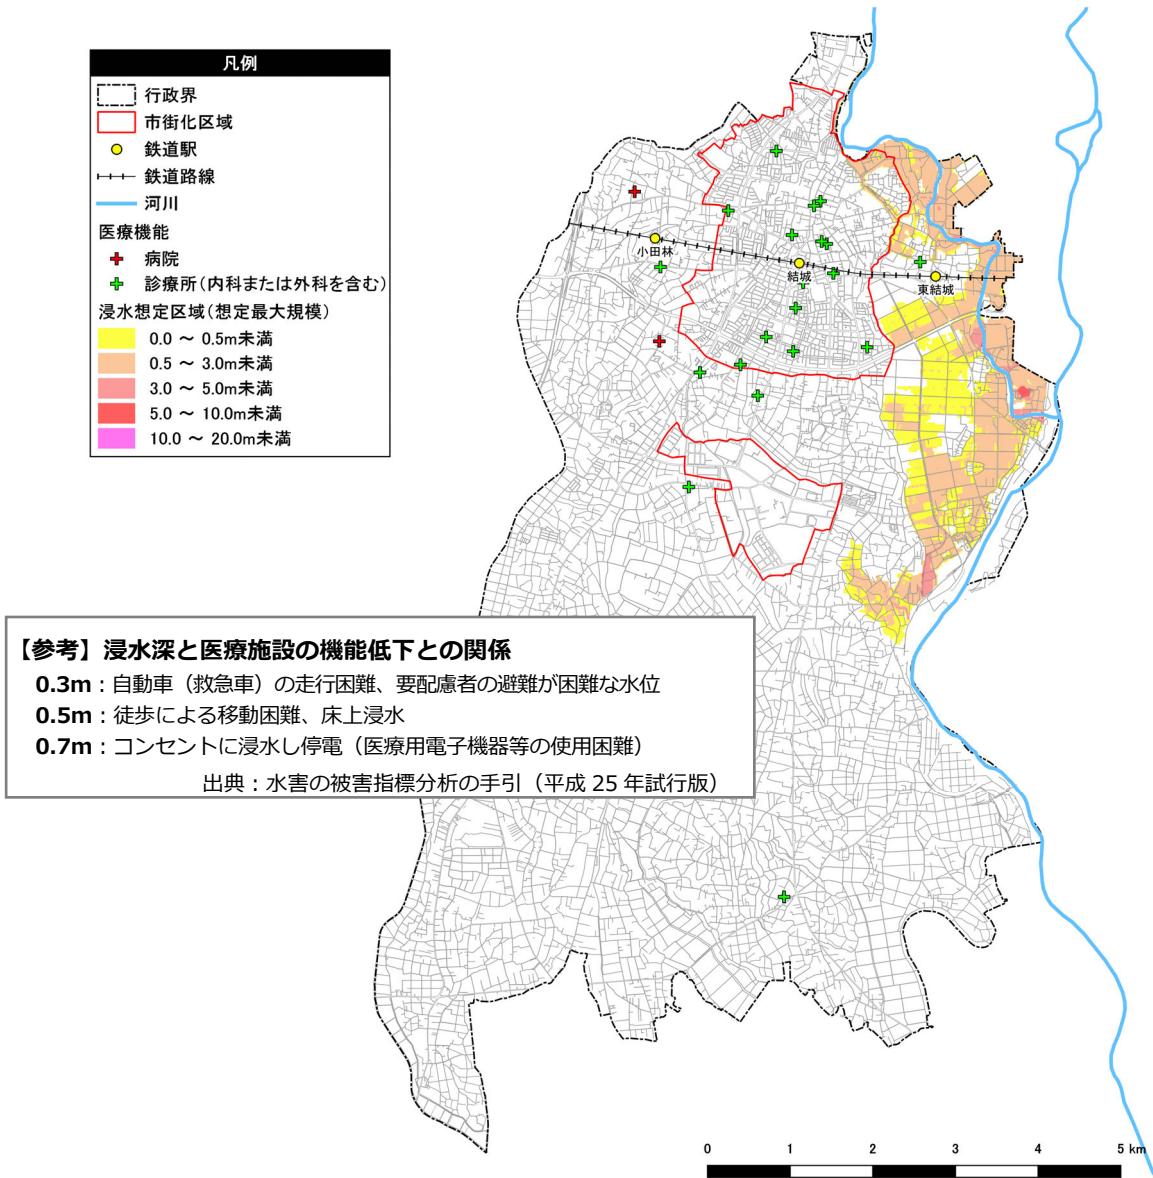 凡例
行政界
市街化区域
鉄道駅
鉄道路線
河川
医療機能
病院
診療所(内科または外科を含む)
浸水想定区域(想定最大規模)
0.0 ～ 0.5m未満
0.5 ～ 3.0m未満
3.0 ～ 5.0m未満
5.0 ～ 10.0m未満
10.0 ～ 20.0m未満
小田林
結城
東結城
【参考】浸水深と医療施設の機能低下との関係
0.3m：自動車（救急車）の走行困難、要配慮者の避難が困難な水位
0.5m：徒歩による移動困難、床上浸水
0.7m：コンセントに浸水し停電（医療用電子機器等の使用困難）
出典：水害の被害指標分析の手引（平成 25 年試行版）
0 1 2 3 4 5 km